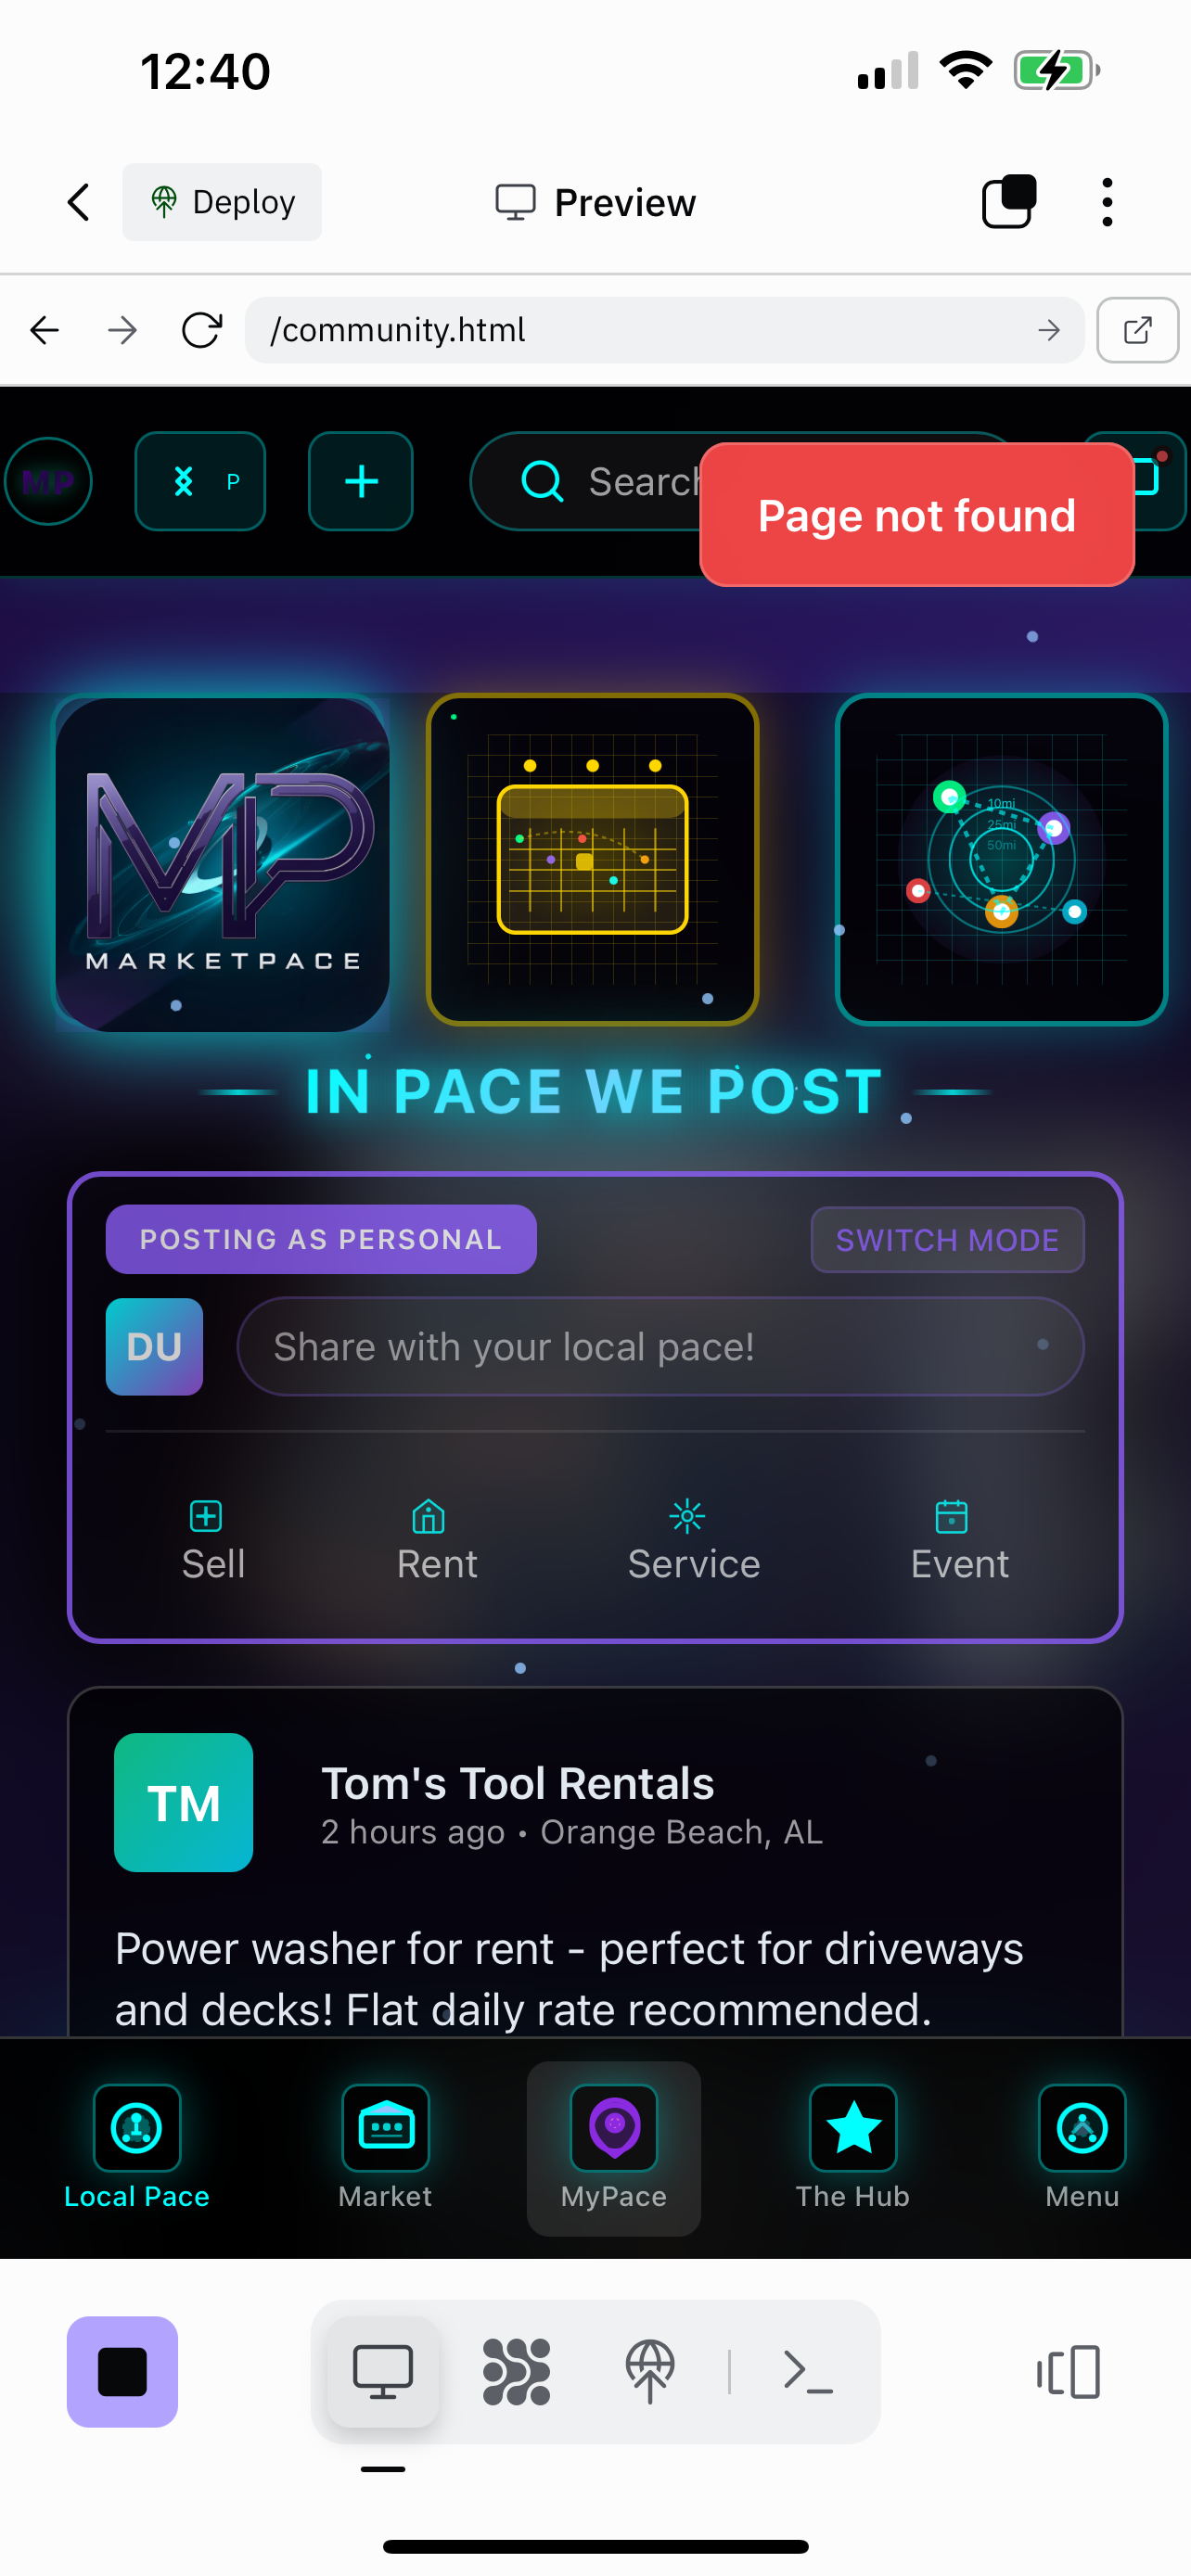 12:40
Deploy
Preview
/community.html
MP
P
Search
Page not found
MP
MARKETPACE
10mi
25mi
50mi
IN PACE WE POST
POSTING AS PERSONAL
SWITCH MODE
DU
Share with your local pace!
Sell
Rent
Service
Event
TM
Tom's Tool Rentals
2 hours ago • Orange Beach, AL
Power washer for rent - perfect for driveways
and decks! Flat daily rate recommended.
Local Pace
Market
MyPace
The Hub
Menu